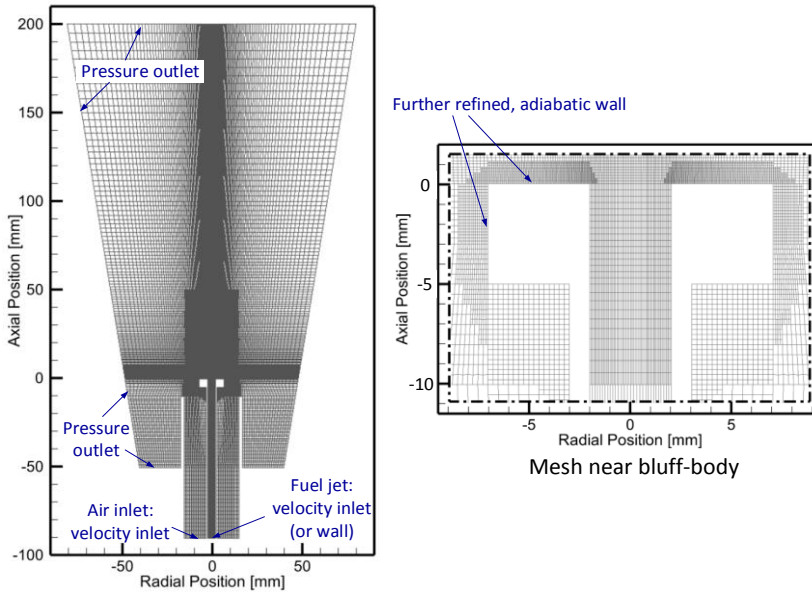 200
150
100
50
0
-50
-100
Axial Position [mm]
-50
0
50
Radial Position [mm]
Pressure outlet
Pressure
outlet
Air inlet:
velocity inlet
Fuel jet:
velocity inlet
(or wall)
Further refined, adiabatic wall
0
-5
-10
Axial Position [mm]
-5
0
5
Radial Position [mm]
Mesh near bluff-body